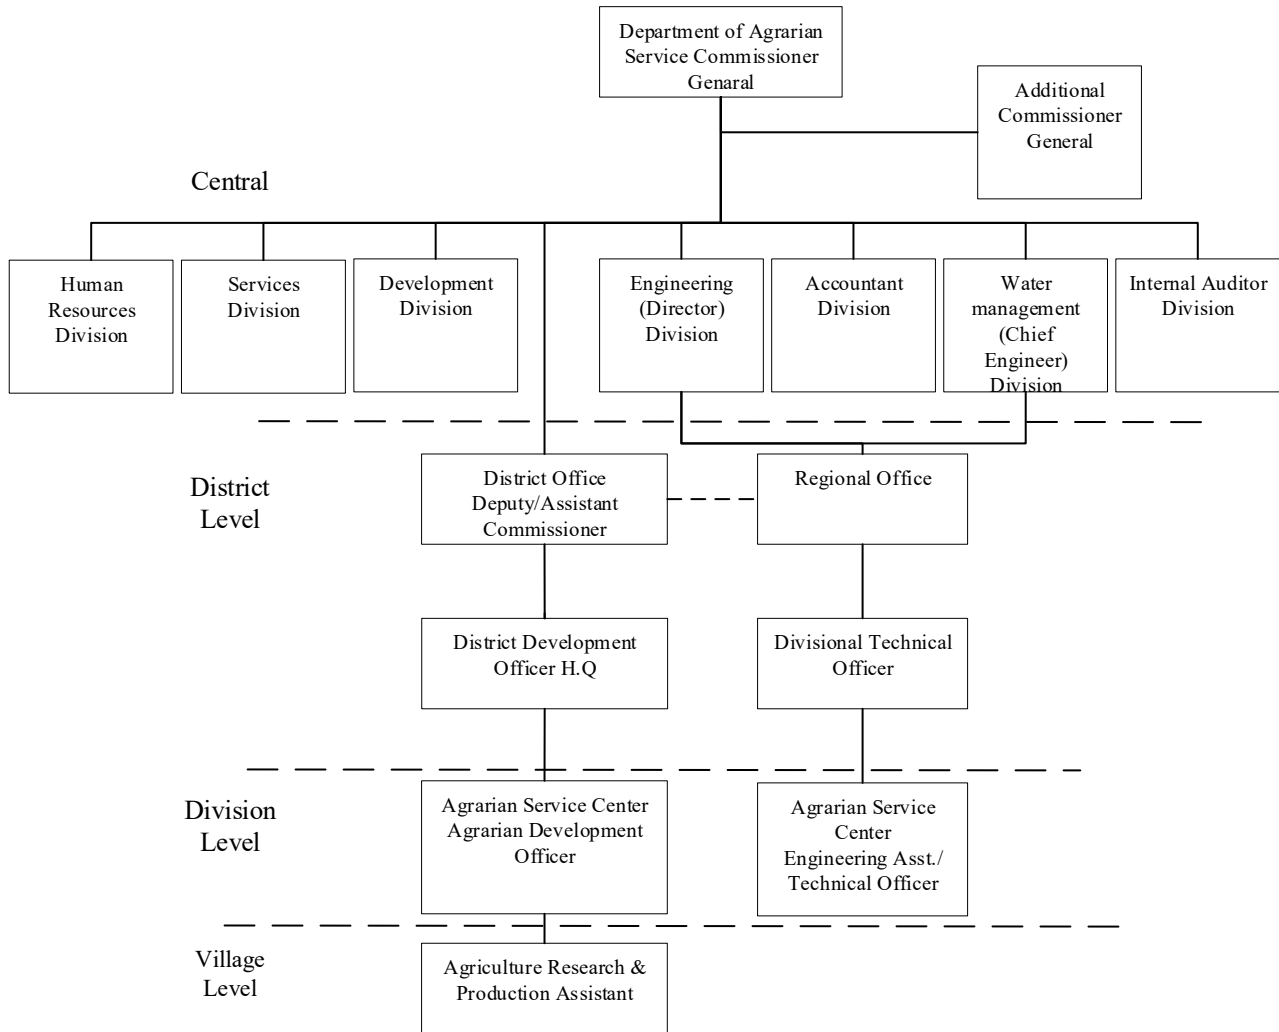 Department of Agrarian
Service Commissioner
Genaral
Additional
Commissioner
General
Central
Human
Resources
Division
Services
Division
Development
Division
Engineering
(Director)
Division
Accountant
Division
Water
management
(Chief
Engineer)
Division
Internal Auditor
Division
District
Level
District Office
Deputy/Assistant
Commissioner
Regional Office
District Development
Officer H.Q
Divisional Technical
Officer
Division
Level
Agrarian Service Center
Agrarian Development
Officer
Agrarian Service
Center
Engineering Asst./
Technical Officer
Village
Level
Agriculture Research &
Production Assistant